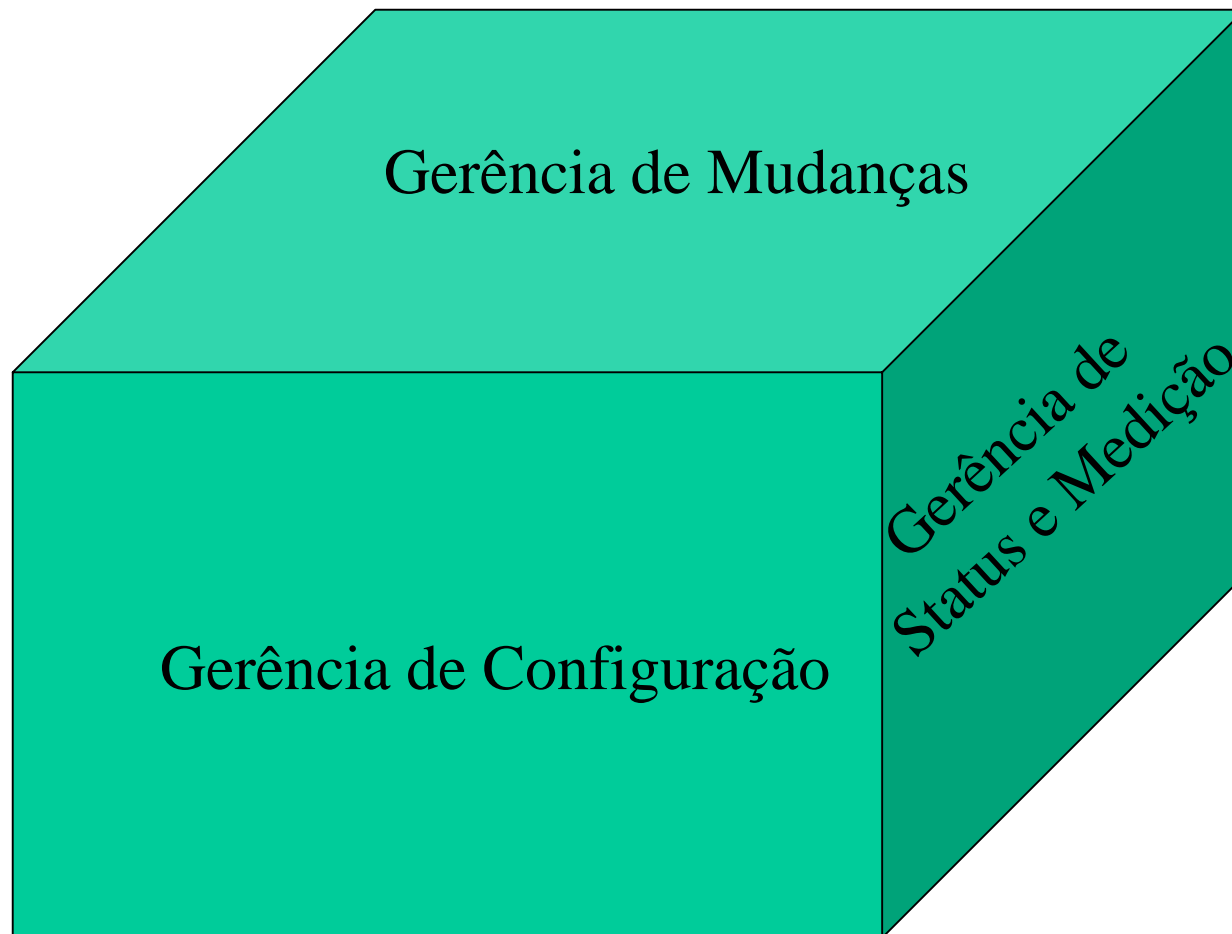 Gerência de Mudanças
Gerência de
Status e Medição
Gerência de Configuração